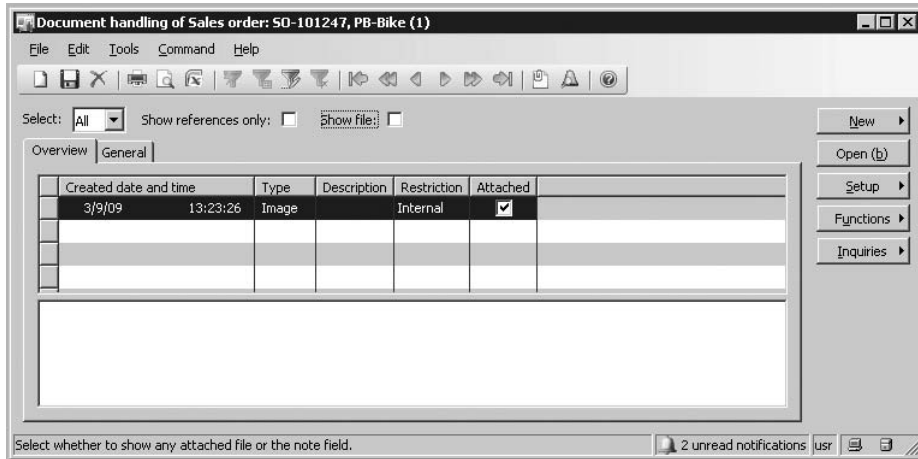 Document handling of Sales order: SO-101247, PB-Bike (1)
File Edit Tools Command Help
Select: All Show references only: Show file:
New
Overview General
Open (b)
Created date and time Type Description Restriction Attached
Setup
3/9/09 13:23:26 Image Internal
Functions
Inquiries
Select whether to show any attached file or the note field. 2 unread notifications usr